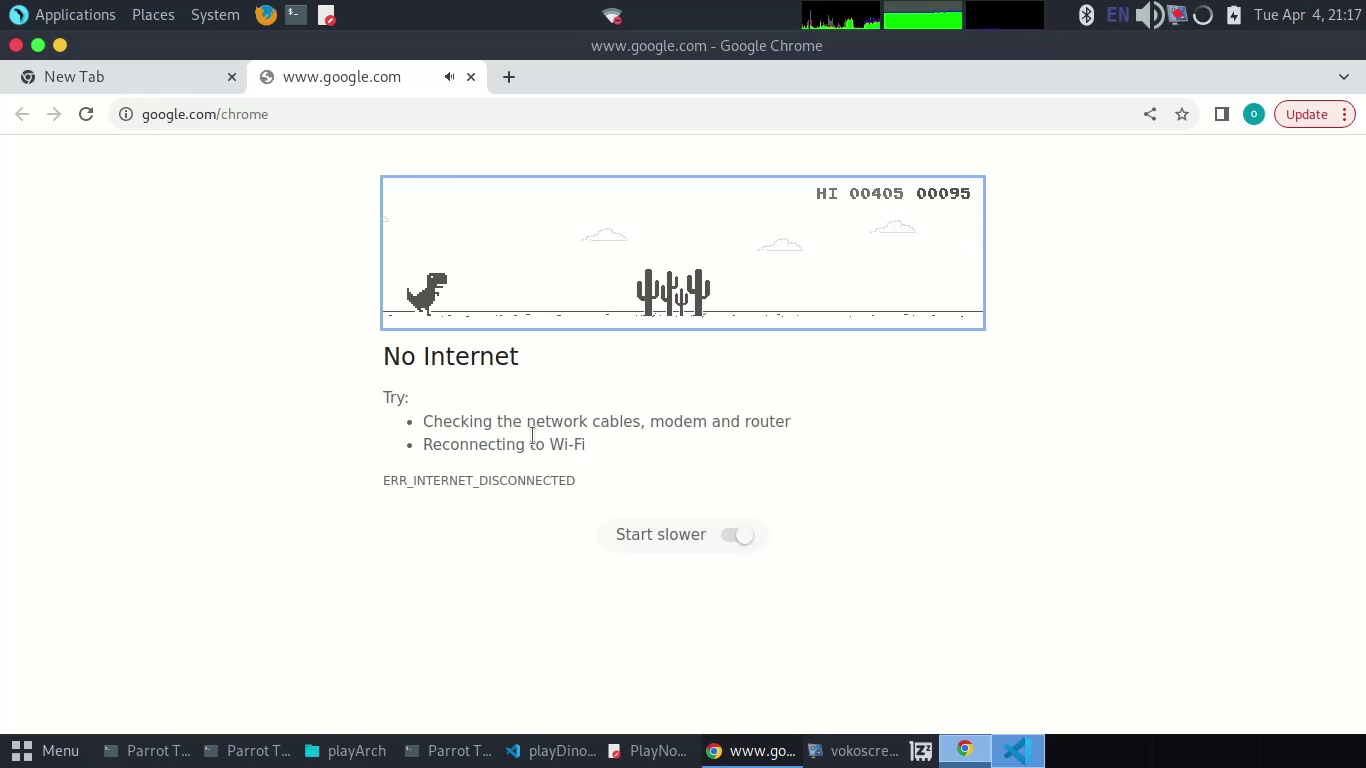 Applications Places System
EN
Tue Apr 4, 21:17
www.google.com - Google Chrome
New Tab
www.google.com
google.com/chrome
O
Update
HI 00405 00095
No Internet
Try:
• Checking the network cables, modem and router
• Reconnecting to Wi-Fi
ERR_INTERNET_DISCONNECTED
Start slower
Menu
Parrot T...
Parrot T...
playArch
Parrot T...
playDino...
PlayNo...
www.go...
vokoscre...